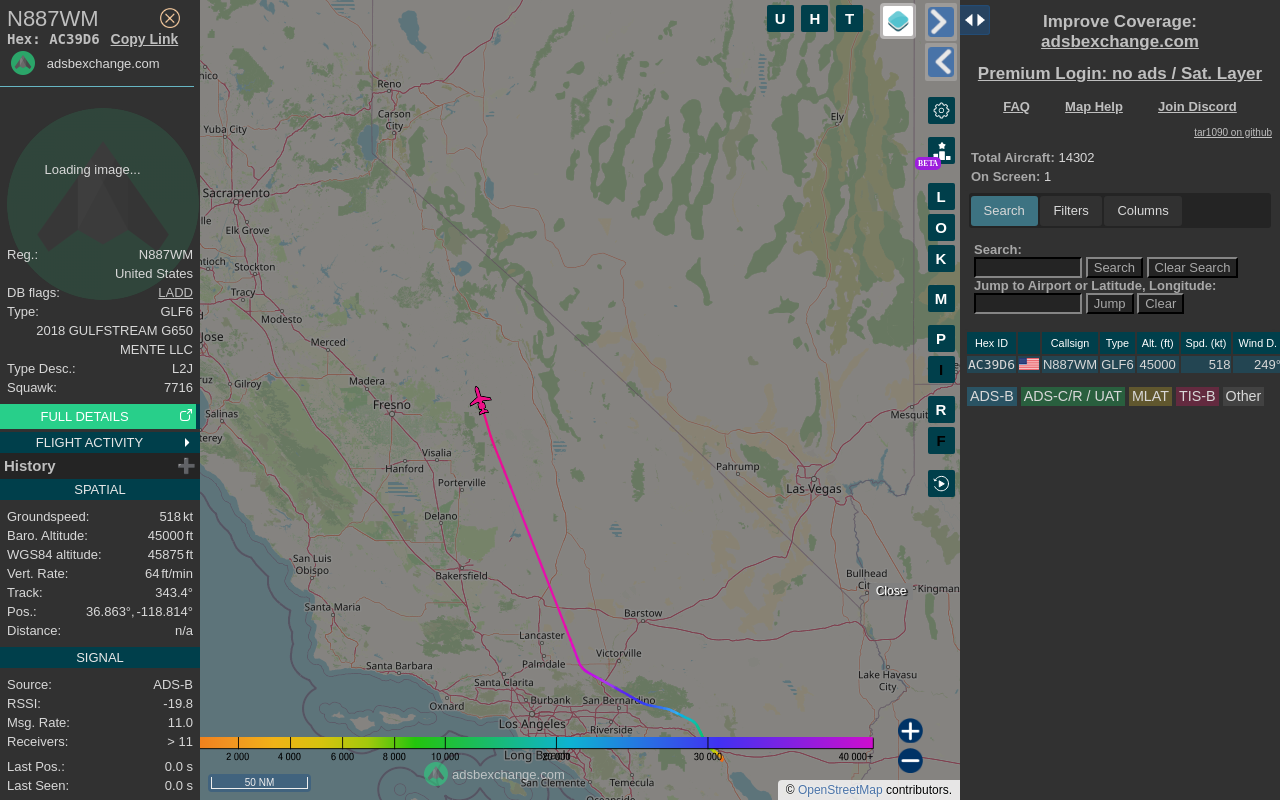 N887WM
Hex: AC39D6 Copy Link
adsbexchange.com
Loading image...
Reg.: N887WM
United States
DB flags: LADD
Type: GLF6
2018 GULFSTREAM G650
MENTE LLC
Type Desc.: L2J
Squawk: 7716
FULL DETAILS
FLIGHT ACTIVITY
History
SPATIAL
Groundspeed: 518 kt
Baro. Altitude: 45000 ft
WGS84 altitude: 45875 ft
Vert. Rate: 64 ft/min
Track: 343.4°
Pos.: 36.863°, -118.814°
Distance: n/a
SIGNAL
Source: ADS-B
RSSI: -19.8
Msg. Rate: 11.0
Receivers: > 11
Last Pos.: 0.0 s
Last Seen: 0.0 s
U H T
BETA
L
O
K
M
P
I
R
F
nico
Reno
Carson
City
Ely
Yuba City
Sacramento
Elk Grove
Stockton
Tracy
Modesto
Jose
Merced
Gilroy
Madera
Salinas
terey
Fresno
Mesquit
Visalia
Hanford
Porterville
Pahrump
Las Vegas
Delano
San Luis
Obispo
Bakersfield
Bullhead
City
Kingman
Close
Santa Maria
Barstow
Lancaster
Palmdale
Victorville
Santa Barbara
Santa Clarita
Lake Havasu
City
Oxnard
Burbank
San Bernardino
Los Angeles
Riverside
Long Beach
San Clemente
Temecula
Oceanside
2 000 4 000 6 000 8 000 10 000 20 000 30 000 40 000+
adsbexchange.com
50 NM
© OpenStreetMap contributors.
Improve Coverage:
adsbexchange.com
Premium Login: no ads / Sat. Layer
FAQ Map Help Join Discord
tar1090 on github
Total Aircraft: 14302
On Screen: 1
Search Filters Columns
Search:
Search Clear Search
Jump to Airport or Latitude, Longitude:
Jump Clear
Hex ID Callsign Type Alt. (ft) Spd. (kt) Wind D.
AC39D6 N887WM GLF6 45000 518 249°
ADS-B ADS-C/R / UAT MLAT TIS-B Other